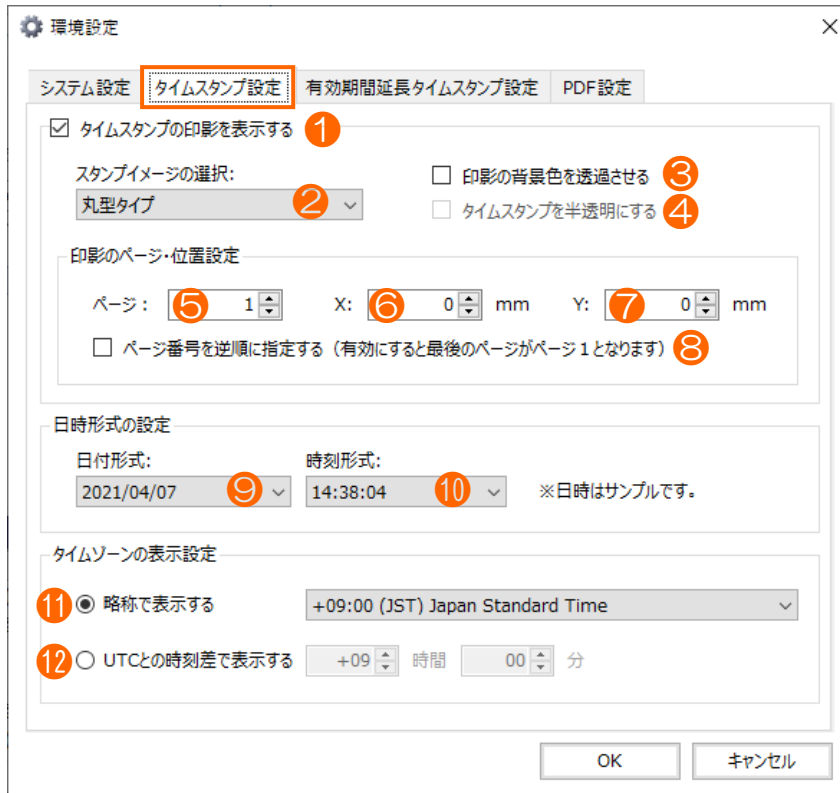 環境設定
システム設定 タイムスタンプ設定 有効期間延長タイムスタンプ設定 PDF設定
タイムスタンプの印影を表示する 1
スタンプイメージの選択:
印影の背景色を透過させる 3
丸型タイプ 2
タイムスタンプを半透明にする 4
印影のページ・位置設定
ページ : 5 1 X: 6 0 mm Y: 7 0 mm
ページ番号を逆順に指定する（有効にすると最後のページがページ１となります） 8
日時形式の設定
日付形式: 時刻形式:
2021/04/07 9 14:38:04 10 ※日時はサンプルです。
タイムゾーンの表示設定
11 略称で表示する +09:00 (JST) Japan Standard Time
12 UTCとの時刻差で表示する +09 時間 00 分
OK キャンセル